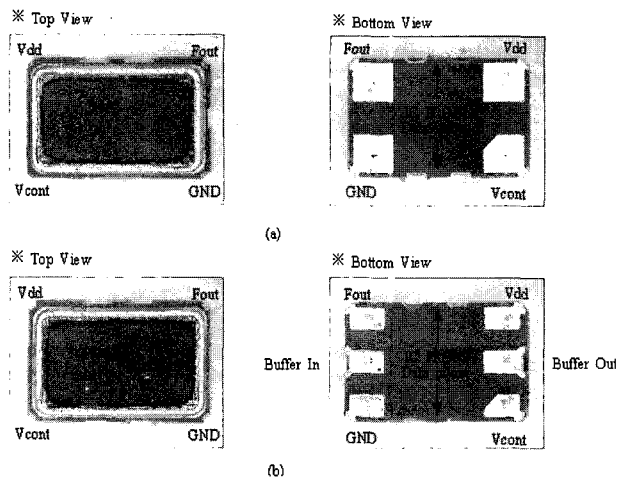 ※ Top View
※ Bottom View
Vdd
Fout
Fout
Vdd
Vcont
GND
GND
Vcont
(a)
※ Top View
※ Bottom View
Vdd
Fout
Fout
Vdd
Buffer In
Buffer Out
Vcont
GND
GND
Vcont
(b)